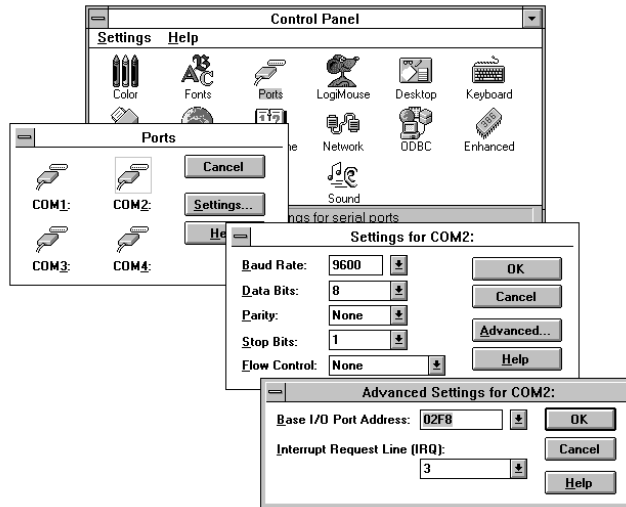 Control Panel
Settings Help
Color Fonts Ports LogiMouse Desktop Keyboard
Network ODBC Enhanced
Sound
for serial ports
Ports
Cancel
COM1: COM2: Settings...
COM3: COM4:
Settings for COM2:
Baud Rate: 9600 OK
Data Bits: 8 Cancel
Parity: None
Advanced...
Stop Bits: 1
Help
Flow Control: None
Advanced Settings for COM2:
Base I/O Port Address: 02F8 OK
Interrupt Request Line (IRQ): Cancel
3
Help